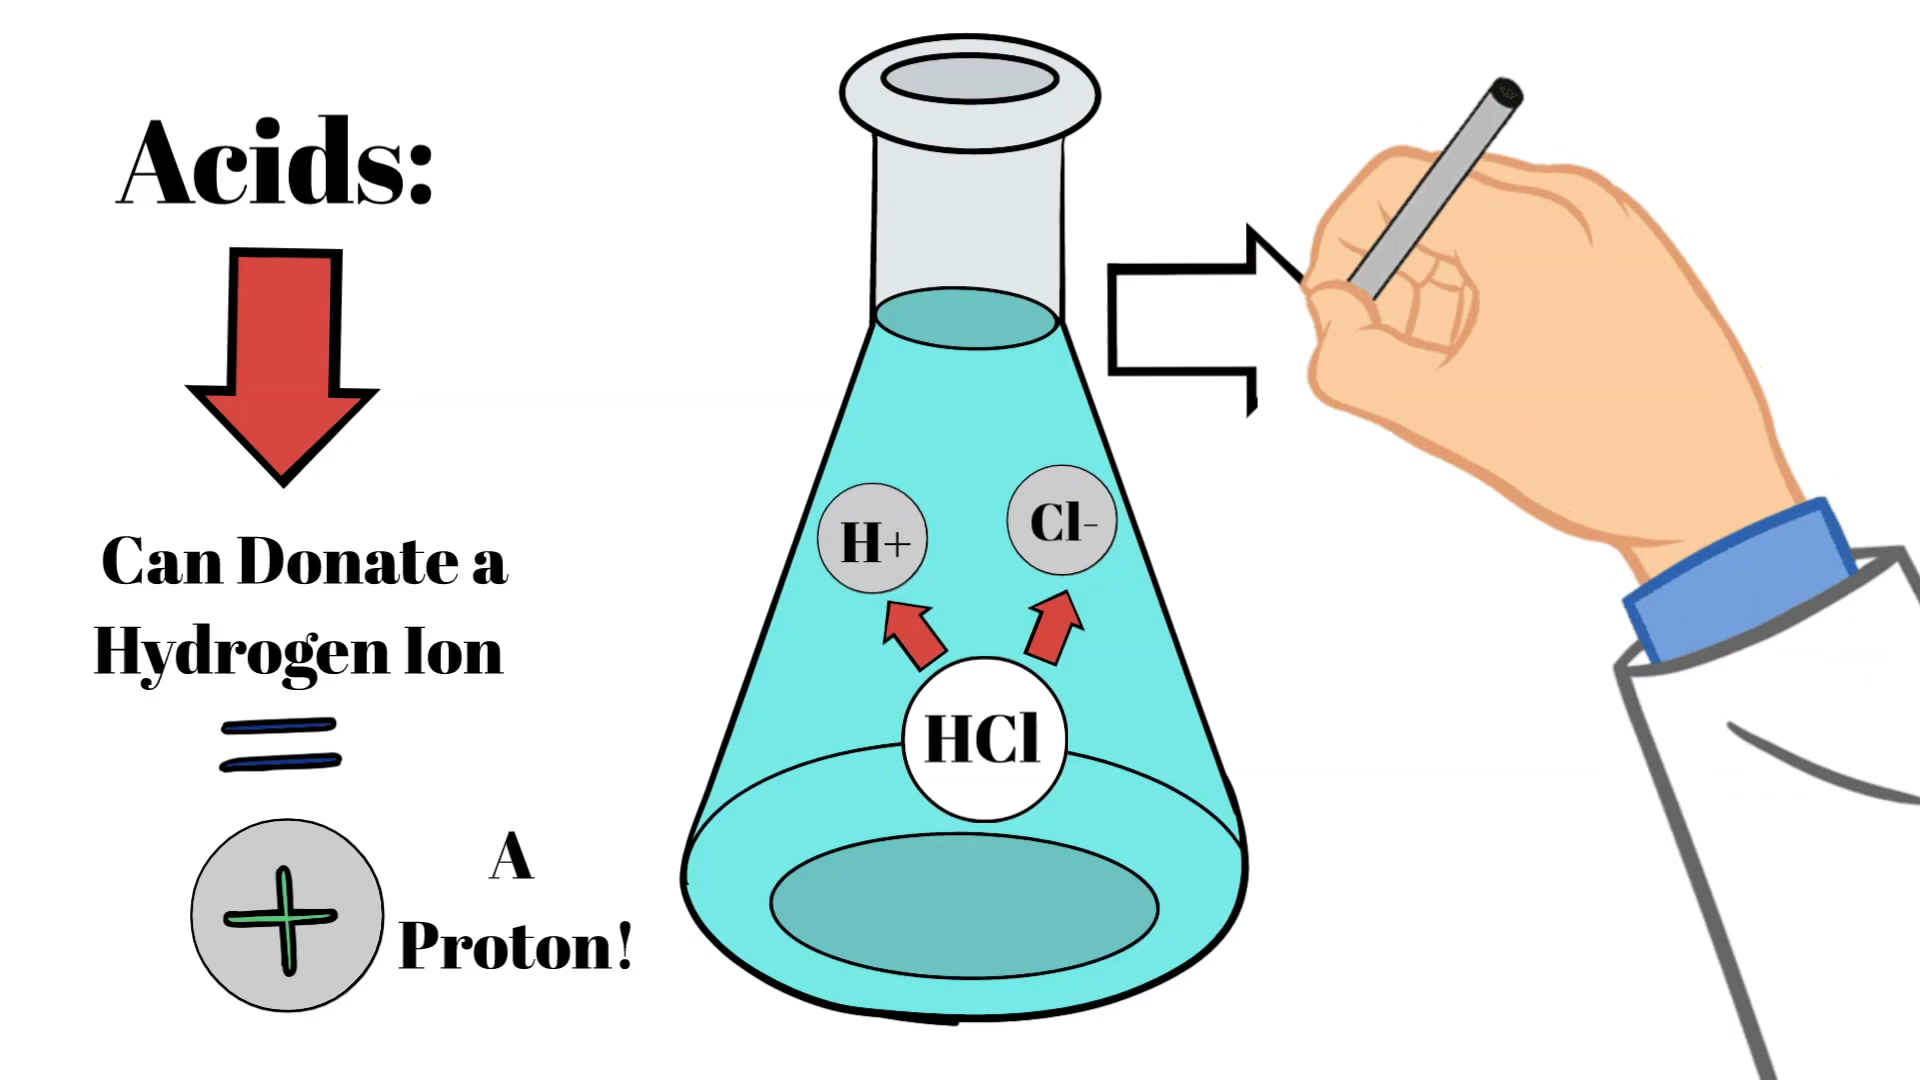 Acids:
Can Donate a
Hydrogen Ion
A
Proton!
H+
Cl-
HCl